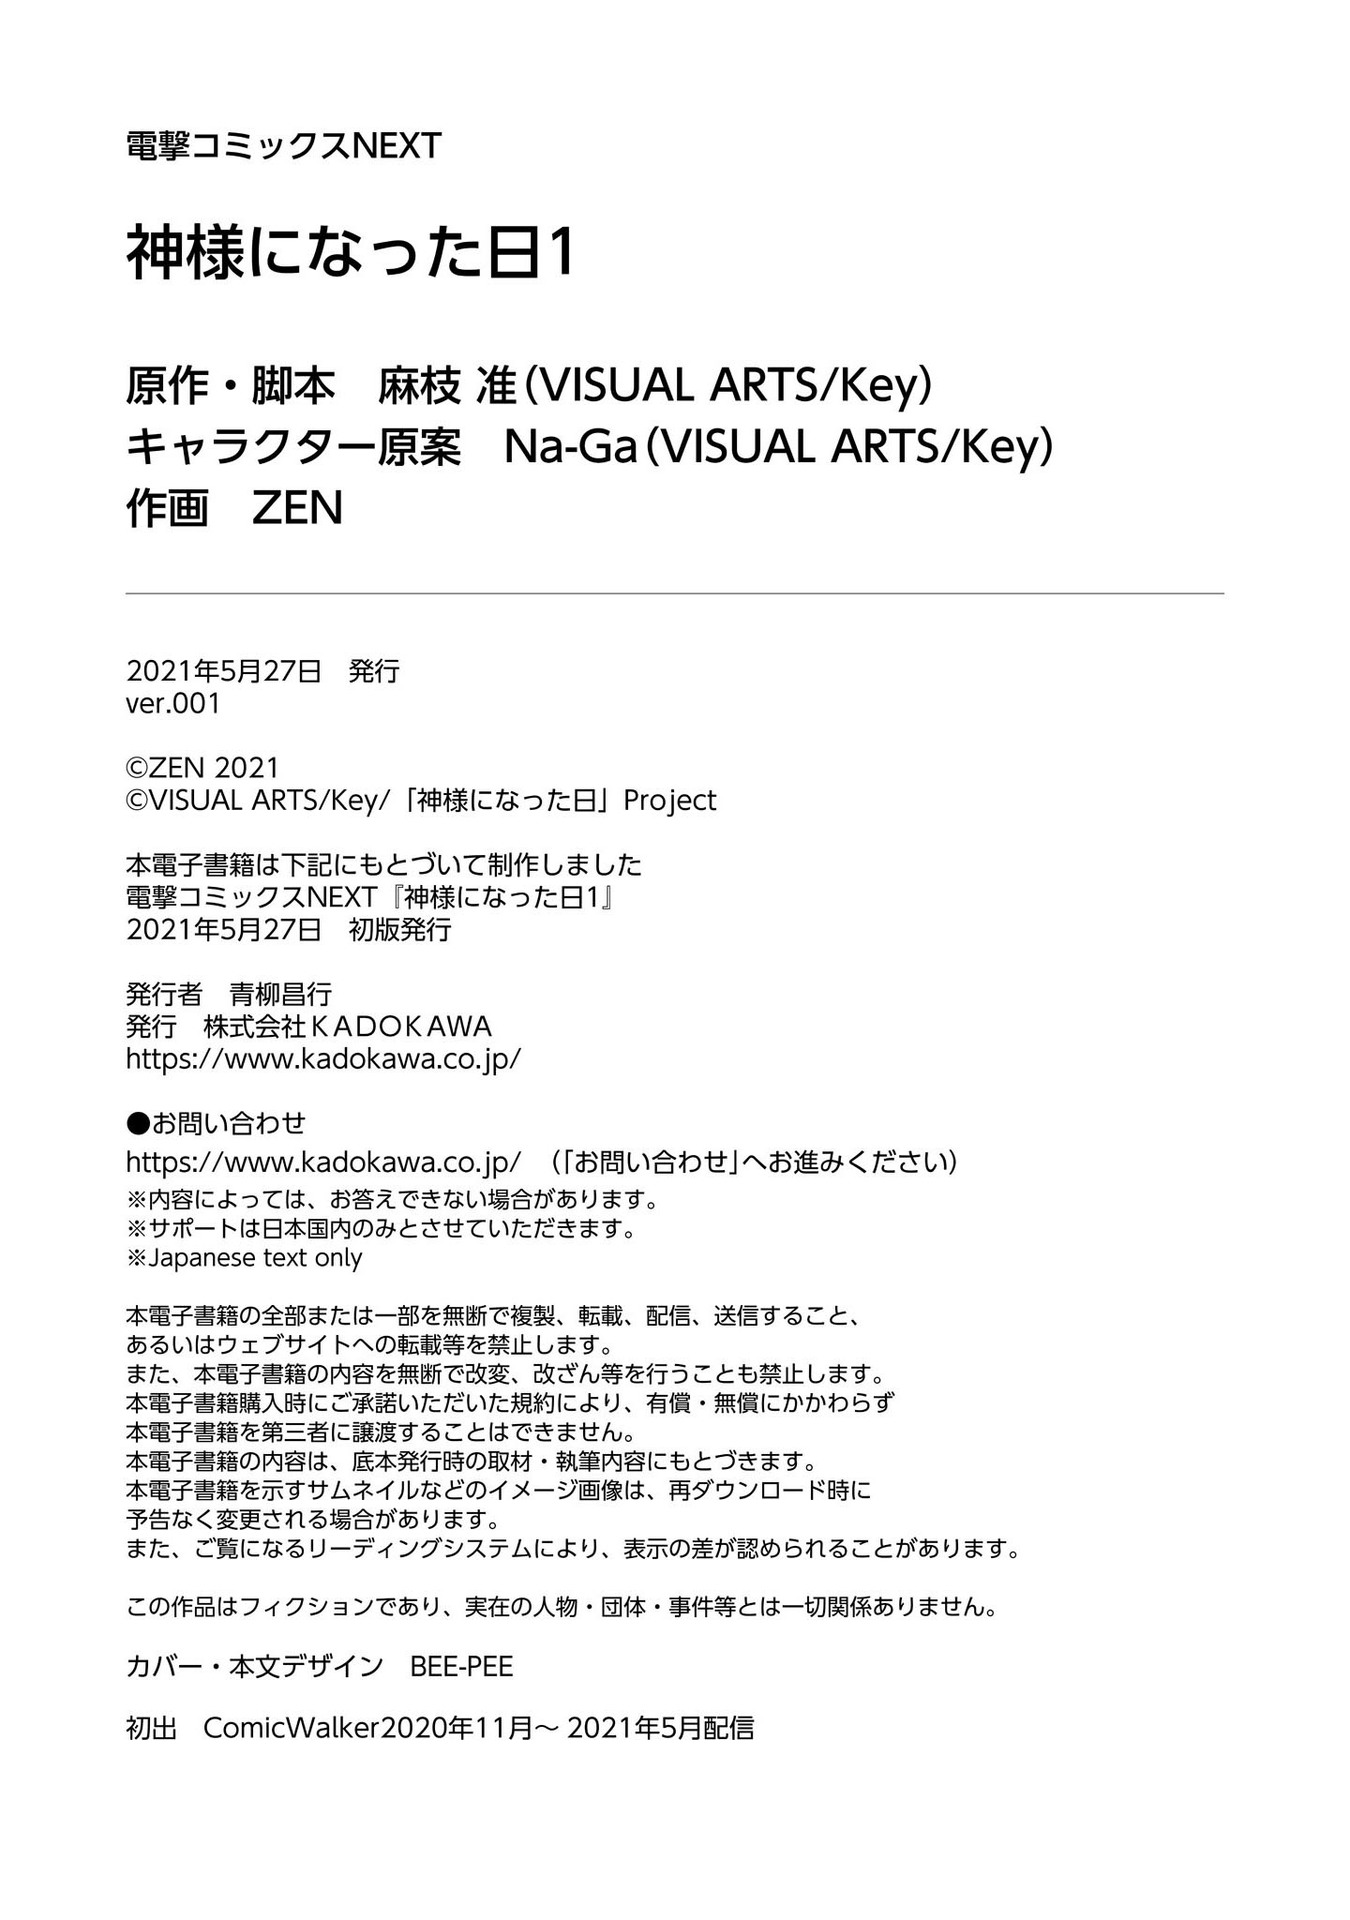 電撃コミックスNEXT
神様になった日1
原作・脚本　麻枝 准(VISUAL ARTS/Key)
キャラクター原案　Na-Ga(VISUAL ARTS/Key)
作画　ZEN
2021年5月27日　発行
ver.001
©ZEN 2021
©VISUAL ARTS/Key/「神様になった日」Project
本電子書籍は下記にもとづいて制作しました
電撃コミックスNEXT『神様になった日1』
2021年5月27日　初版発行
発行者　青柳昌行
発行　株式会社ＫＡＤＯＫＡＷＡ
https://www.kadokawa.co.jp/
●お問い合わせ
https://www.kadokawa.co.jp/　（「お問い合わせ」へお進みください）
※内容によっては、お答えできない場合があります。
※サポートは日本国内のみとさせていただきます。
※Japanese text only
本電子書籍の全部または一部を無断で複製、転載、配信、送信すること、
あるいはウェブサイトへの転載等を禁止します。
また、本電子書籍の内容を無断で改変、改ざん等を行うことも禁止します。
本電子書籍購入時にご承諾いただいた規約により、有償・無償にかかわらず
本電子書籍を第三者に譲渡することはできません。
本電子書籍の内容は、底本発行時の取材・執筆内容にもとづきます。
本電子書籍を示すサムネイルなどのイメージ画像は、再ダウンロード時に
予告なく変更される場合があります。
また、ご覧になるリーディングシステムにより、表示の差が認められることがあります。
この作品はフィクションであり、実在の人物・団体・事件等とは一切関係ありません。
カバー・本文デザイン　BEE-PEE
初出　ComicWalker2020年11月～2021年5月配信